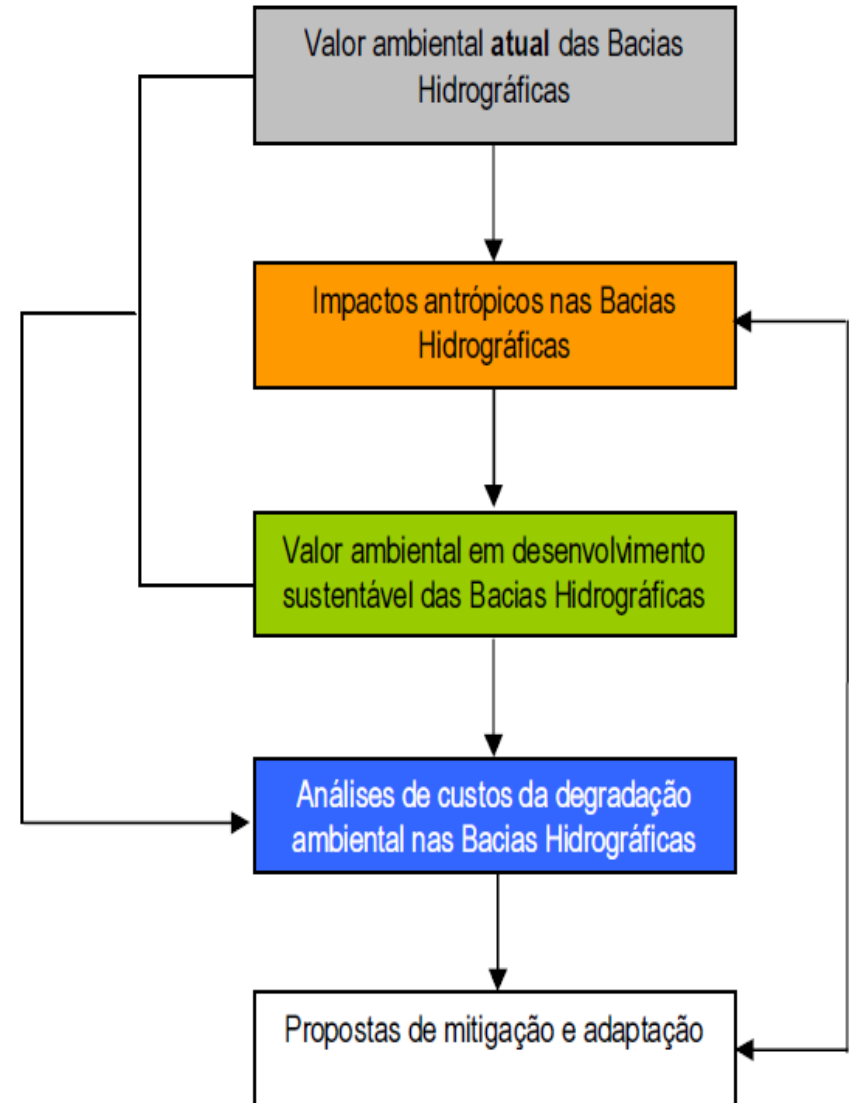 Valor ambiental atual das Bacias
Hidrográficas
Impactos antrópicos nas Bacias
Hidrográficas
Valor ambiental em desenvolvimento
sustentável das Bacias Hidrográficas
Análises de custos da degradação
ambiental nas Bacias Hidrográficas
Propostas de mitigação e adaptação